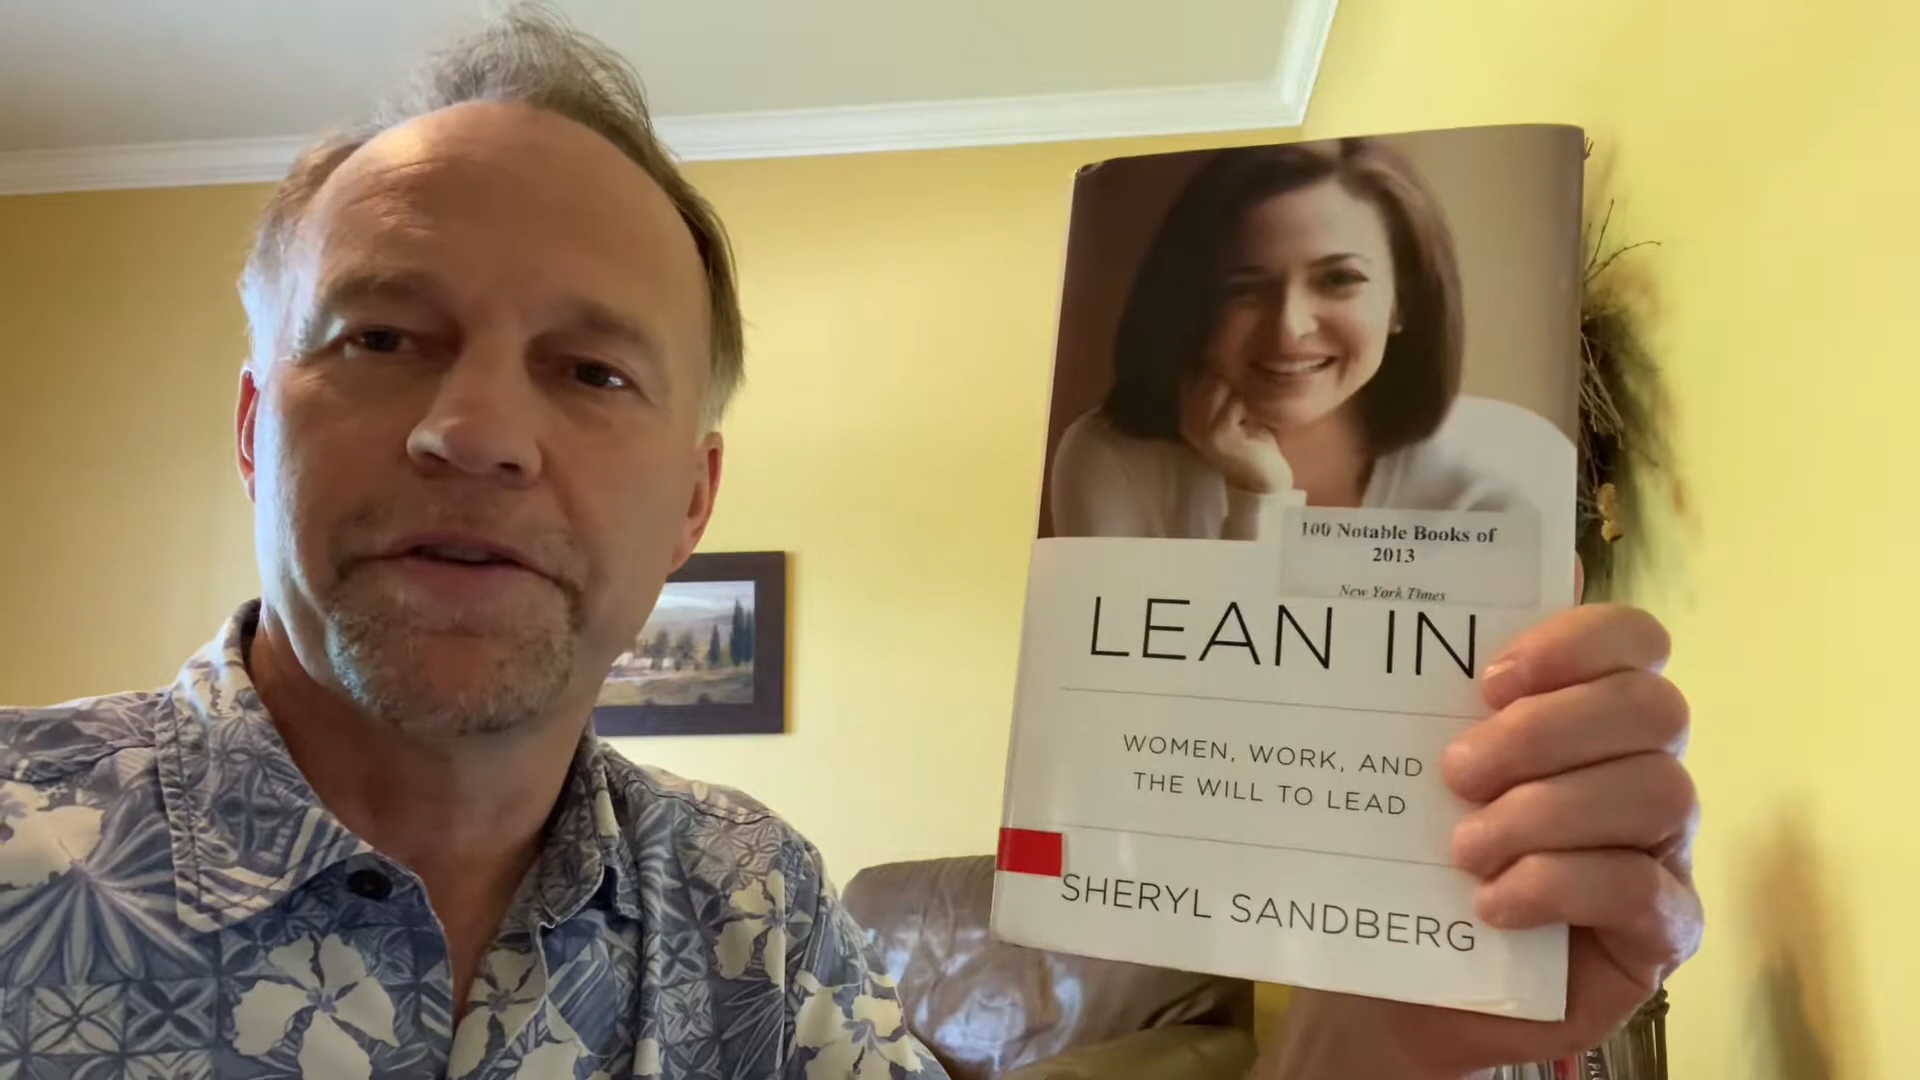 100 Notable Books of
2013
New York Times
LEAN IN
WOMEN, WORK, AND
THE WILL TO LEAD
SHERYL SANDBERG